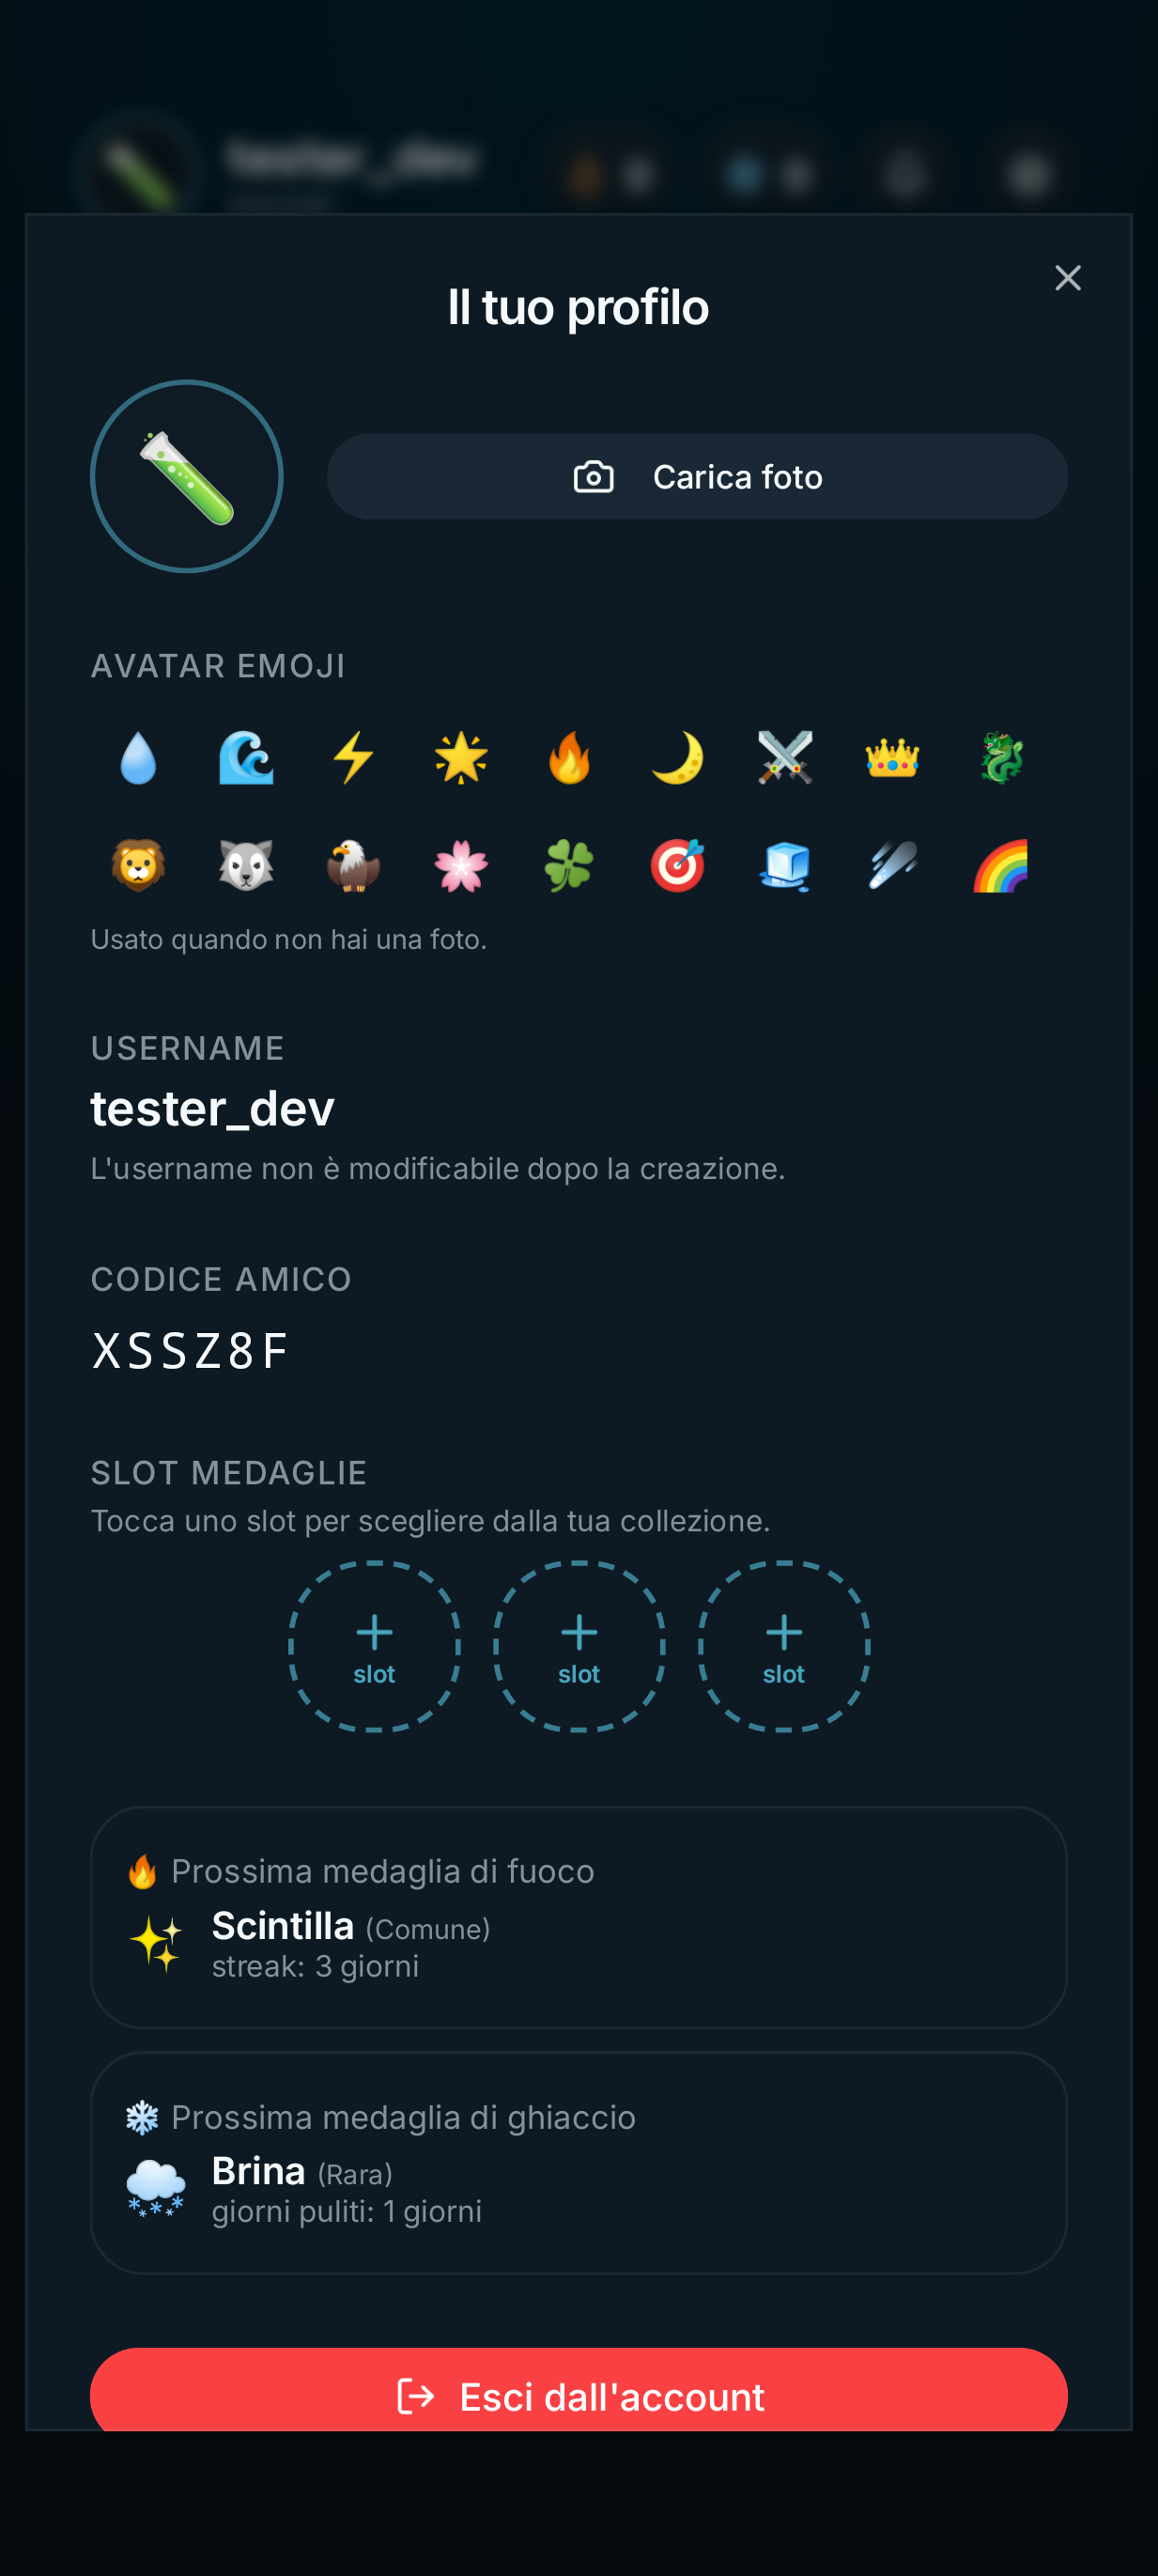 tester_dev
Il tuo profilo
Carica foto
AVATAR EMOJI
Usato quando non hai una foto.
USERNAME
tester_dev
L'username non è modificabile dopo la creazione.
CODICE AMICO
XSSZ8F
SLOT MEDAGLIE
Tocca uno slot per scegliere dalla tua collezione.
slot slot slot
Prossima medaglia di fuoco
Scintilla (Comune)
streak: 3 giorni
Prossima medaglia di ghiaccio
Brina (Rara)
giorni puliti: 1 giorni
Esci dall'account